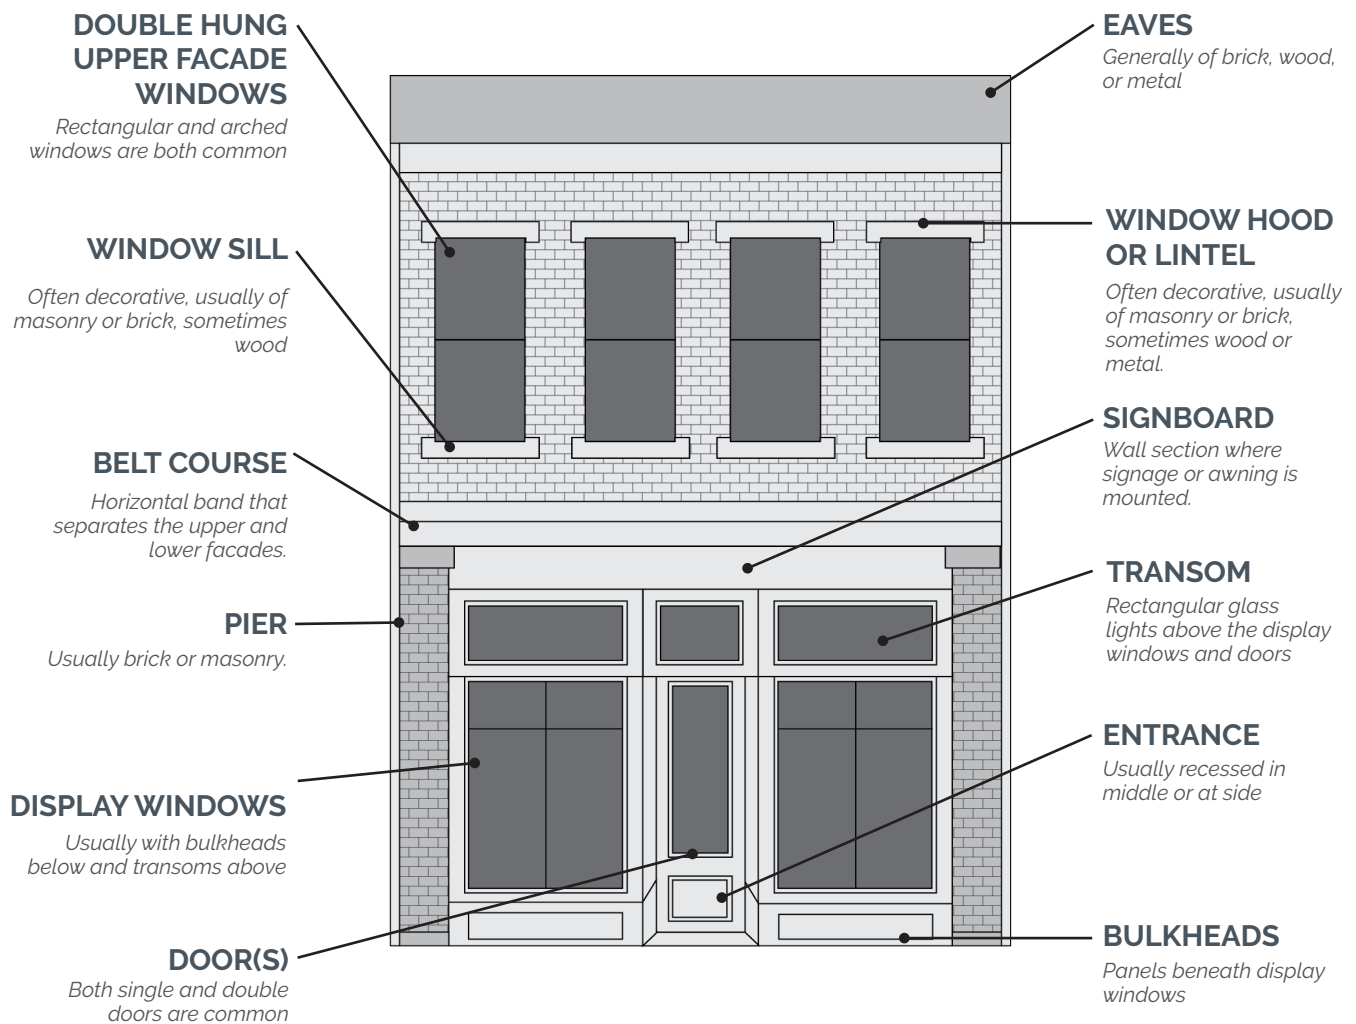 DOUBLE HUNG
UPPER FACADE
WINDOWS
Rectangular and arched
windows are both common
WINDOW SILL
Often decorative, usually of
masonry or brick, sometimes
wood
BELT COURSE
Horizontal band that
separates the upper and
lower facades.
PIER
Usually brick or masonry.
DISPLAY WINDOWS
Usually with bulkheads
below and transoms above
DOOR(S)
Both single and double
doors are common
EAVES
Generally of brick, wood,
or metal
WINDOW HOOD
OR LINTEL
Often decorative, usually
of masonry or brick,
sometimes wood or
metal.
SIGNBOARD
Wall section where
signage or awning is
mounted.
TRANSOM
Rectangular glass
lights above the display
windows and doors
ENTRANCE
Usually recessed in
middle or at side
BULKHEADS
Panels beneath display
windows